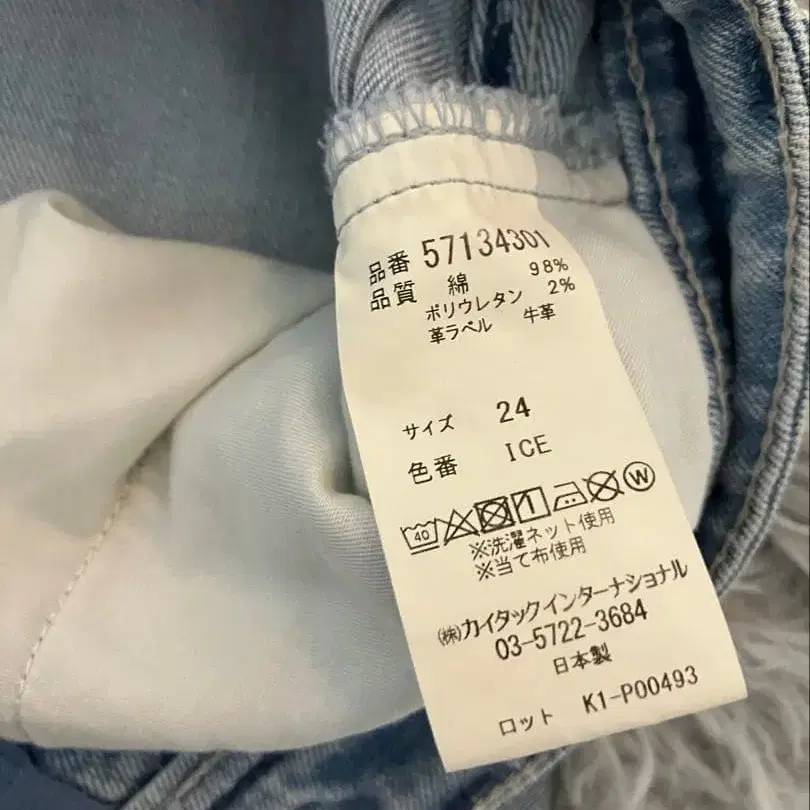 品番 57134301
品質 綿 98%
ポリウレタン 2%
革ラベル 牛革
サイズ 24
色番 ICE
40 W
※洗濯ネット使用
※当て布使用
㈱カイタックインターナショナル
03-5722-3684
日本製
ロット K1-P00493